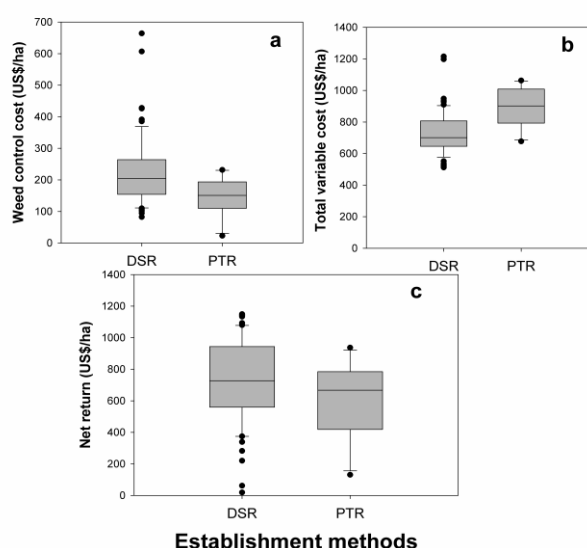 a
Weed control cost (US$/ha)
700
600
500
400
300
200
100
0
DSR PTR
b
Total variable cost (US$/ha)
1400
1200
1000
800
600
400
200
0
DSR PTR
c
Net return (US$/ha)
1400
1200
1000
800
600
400
200
0
DSR PTR
Establishment methods